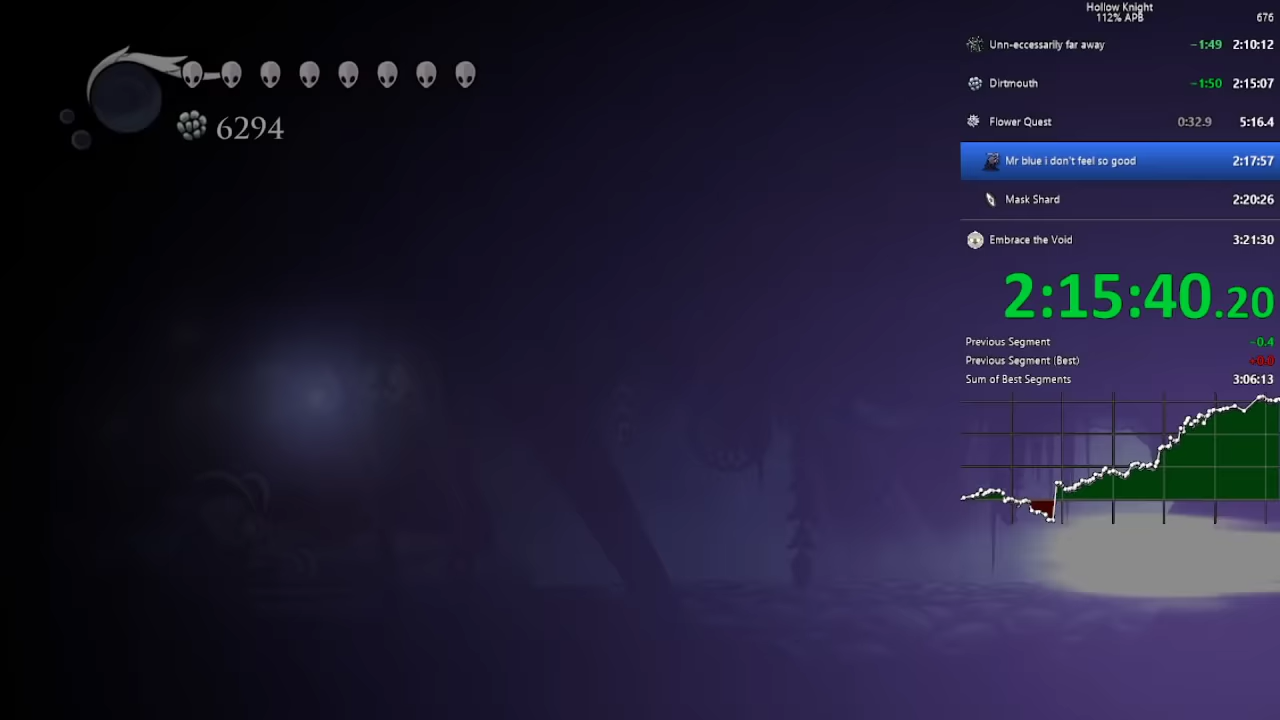 6294
Hollow Knight
112% APB
676
Unn-eccessarily far away -1:49 2:10:12
Dirtmouth -1:50 2:15:07
Flower Quest 0:32.9 5:16.4
Mr blue i don't feel so good 2:17:57
Mask Shard 2:20:26
Embrace the Void 3:21:30
2:15:40.20
Previous Segment -0.4
Previous Segment (Best) +0.0
Sum of Best Segments 3:06:13